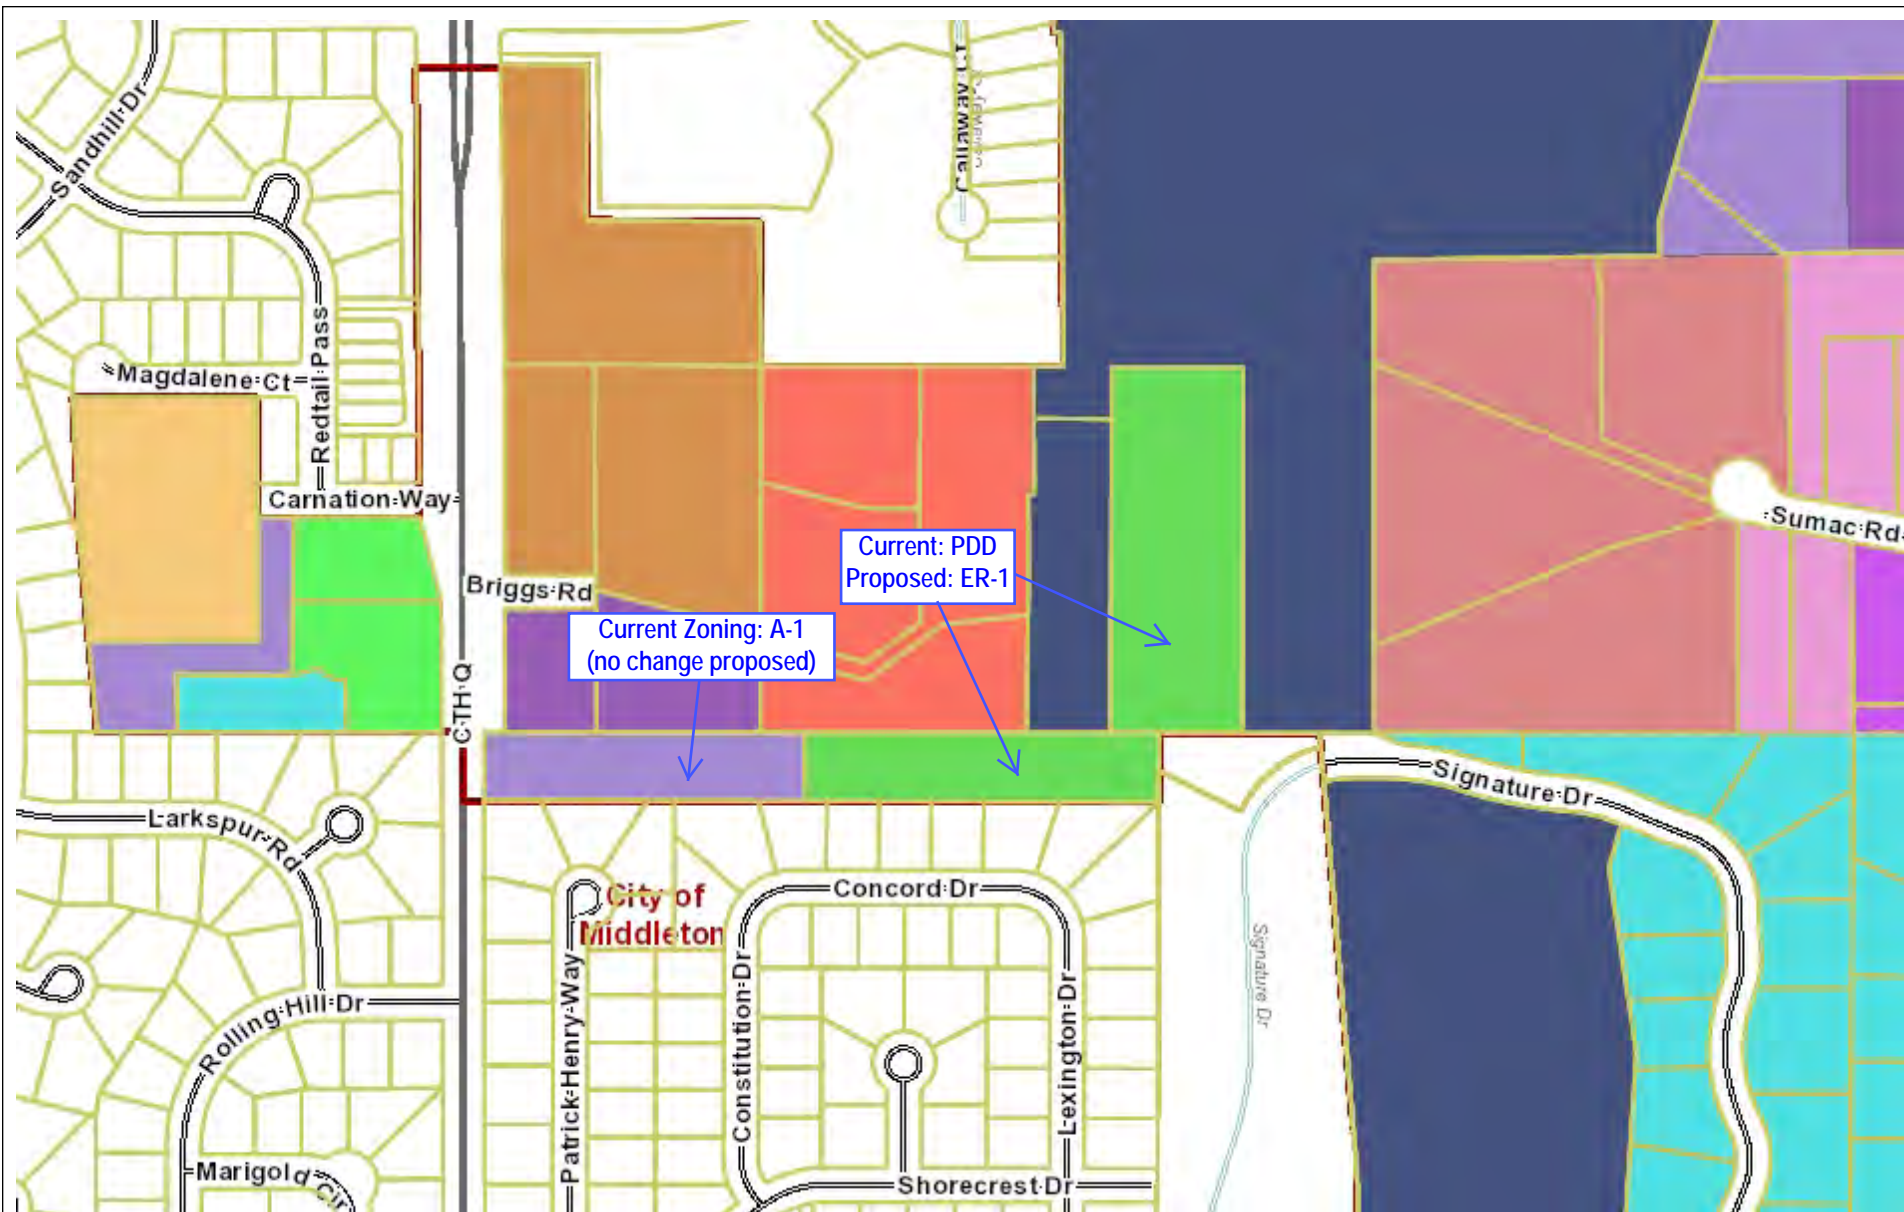 Sandhill Dr
Redtail Pass
Magdalene Ct
Carnation Way
Sumac Rd
Current: PDD
Proposed: ER-1
Briggs Rd
Current Zoning: A-1
(no change proposed)
CTH Q
Signature Dr
Larkspur Rd
Concord Dr
City of
Middleton
Patrick Henry Way
Constitution Dr
Lexington Dr
Signature Dr
Rolling Hill Dr
Marigold Cir
Shorecrest Dr